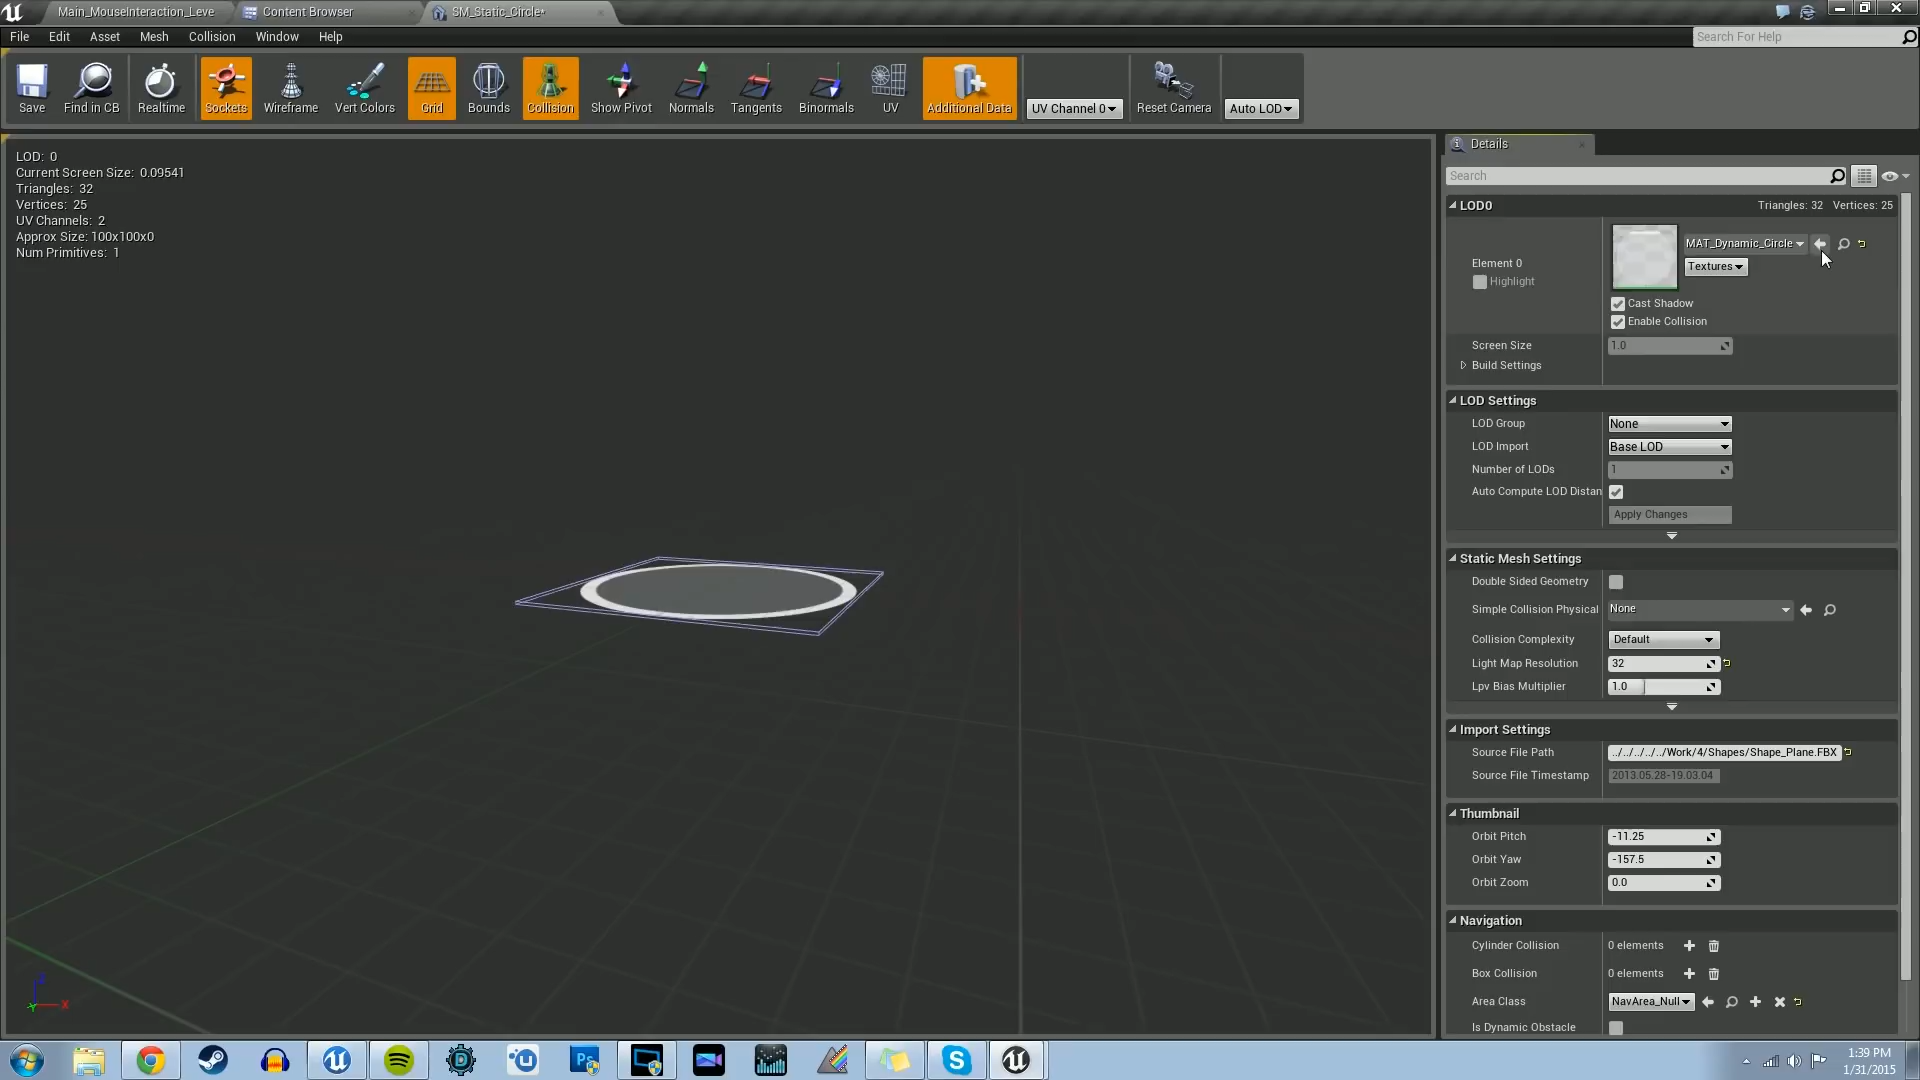 Main_MouseInteraction_Leve
Content Browser
SM_Static_Circle*
File Edit Asset Mesh Collision Window Help
Search For Help
Save
Find in CB
Realtime
Sockets
Wireframe
Vert Colors
Grid
Bounds
Collision
Show Pivot
Normals
Tangents
Binormals
UV
Additional Data
UV Channel 0
Reset Camera
Auto LOD
LOD: 0
Current Screen Size: 0.09541
Triangles: 32
Vertices: 25
UV Channels: 2
Approx Size: 100x100x0
Num Primitives: 1
Z
X
Y
Details
Search
LOD0 Triangles: 32 Vertices: 25
MAT_Dynamic_Circle
Element 0
Textures
Highlight
Cast Shadow
Enable Collision
Screen Size 1.0
Build Settings
LOD Settings
LOD Group None
LOD Import Base LOD
Number of LODs 1
Auto Compute LOD Distan
Apply Changes
Static Mesh Settings
Double Sided Geometry
Simple Collision Physical None
Collision Complexity Default
Light Map Resolution 32
Lpv Bias Multiplier 1.0
Import Settings
Source File Path ../../../../../Work/4/Shapes/Shape_Plane.FBX
Source File Timestamp 2013.05.28-19.03.04
Thumbnail
Orbit Pitch -11.25
Orbit Yaw -157.5
Orbit Zoom 0.0
Navigation
Cylinder Collision 0 elements
Box Collision 0 elements
Area Class NavArea_Null
Is Dynamic Obstacle
Ps
1:39 PM
1/31/2015